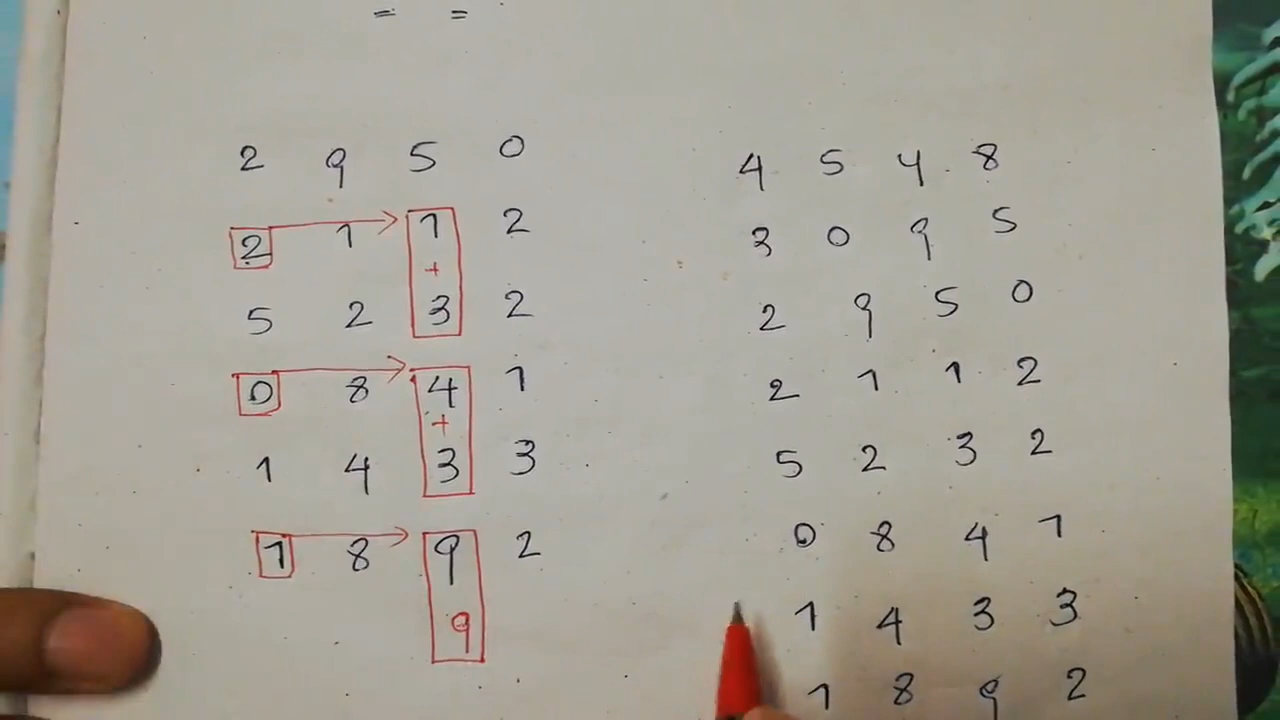 = =
2 9 5 0
2 1 1 2
+
5 2 3 2
0 8 4 1
+
1 4 3 3
1 8 9 2
9
4 5 4 8
3 0 9 5
2 9 5 0
2 1 1 2
5 2 3 2
0 8 4 1
1 4 3 3
1 8 9 2